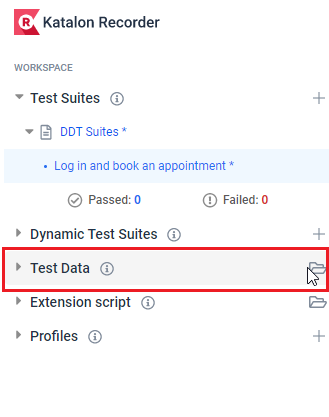 Katalon Recorder
WORKSPACE
Test Suites
DDT Suites *
Log in and book an appointment *
Passed: 0 Failed: 0
Dynamic Test Suites
Test Data
Extension script
Profiles